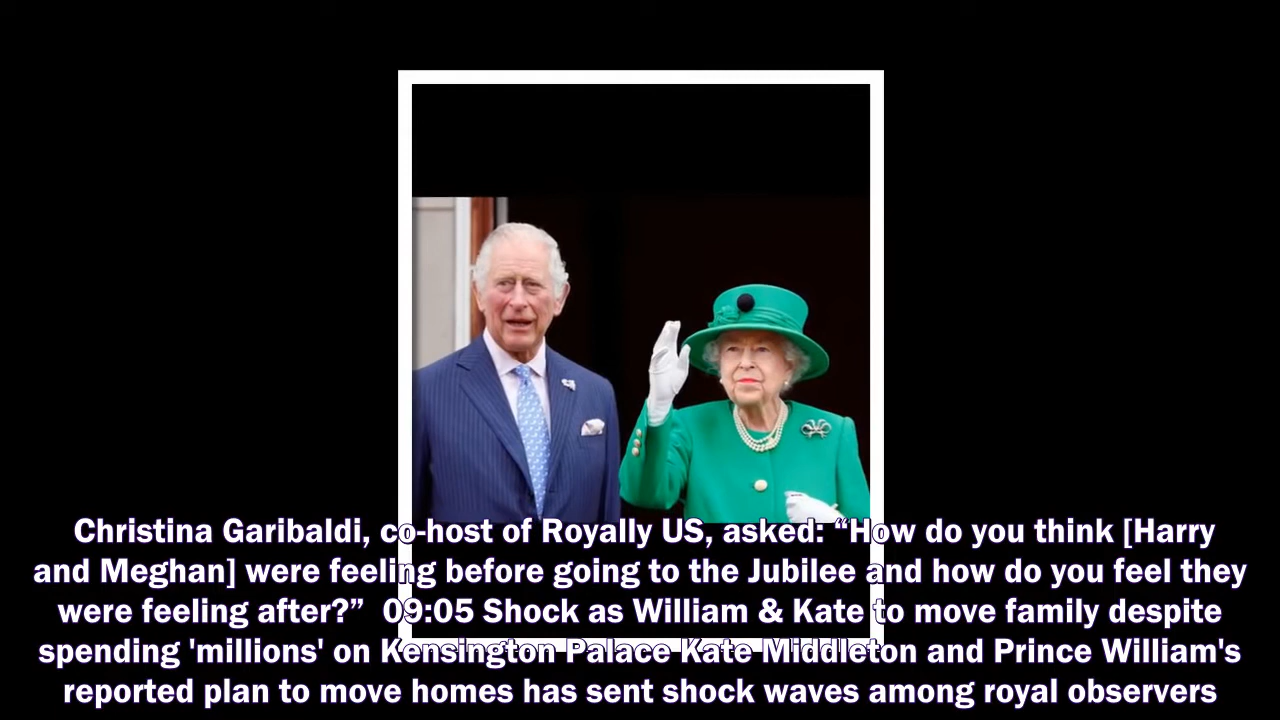 Christina Garibaldi, co-host of Royally US, asked: “How do you think [Harry
and Meghan] were feeling before going to the Jubilee and how do you feel they
were feeling after?”  09:05 Shock as William & Kate to move family despite
spending 'millions' on Kensington Palace Kate Middleton and Prince William's
reported plan to move homes has sent shock waves among royal observers